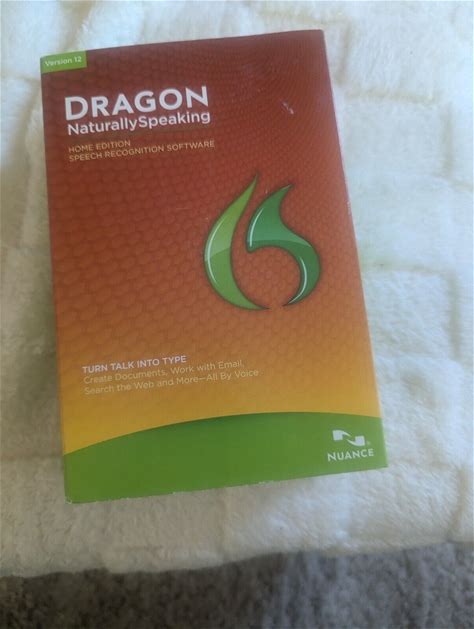 Version 12
DRAGON
NaturallySpeaking
HOME EDITION
SPEECH RECOGNITION SOFTWARE
TURN TALK INTO TYPE
Create Documents, Work with Email,
Search the Web and More—All By Voice
NUANCE